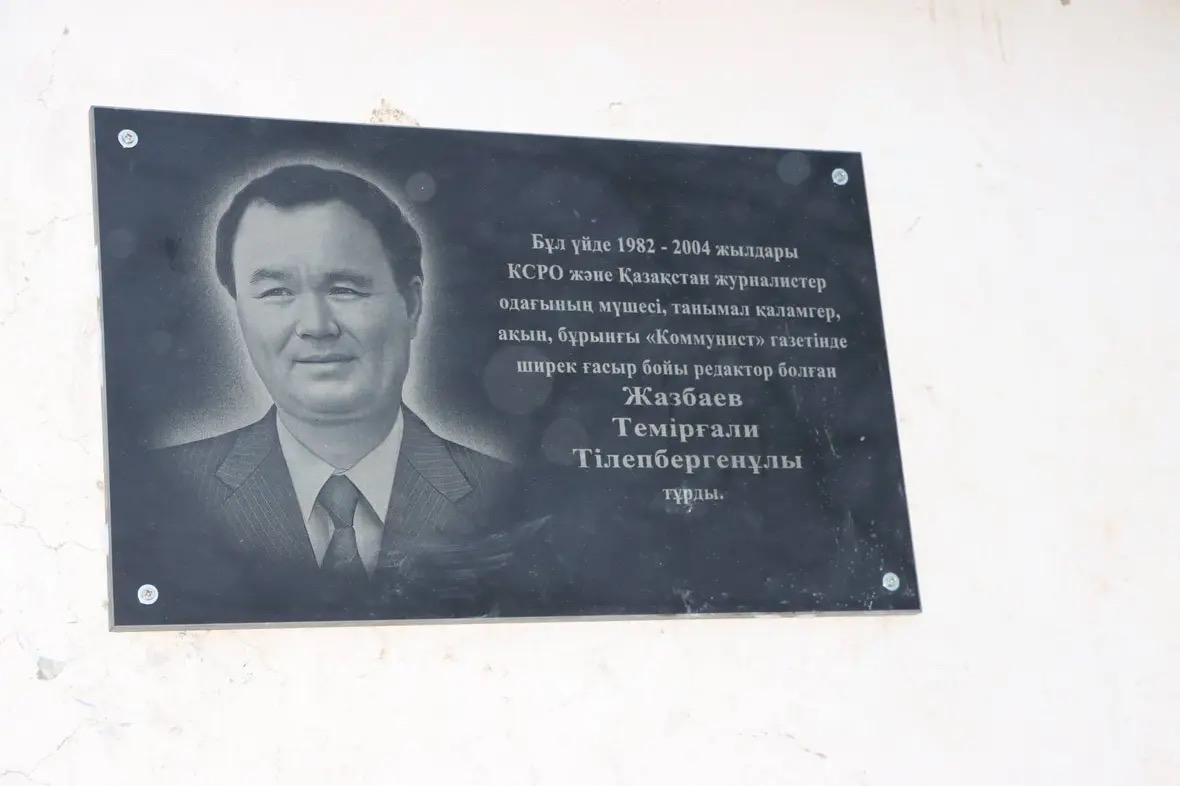 Бұл үйде 1982 - 2004 жылдары
КСРО және Қазақстан журналистер
одағының мүшесі, танымал қаламгер,
ақын, бұрынғы «Коммунист» газетінде
ширек ғасыр бойы редактор болған
Жазбаев
Темірғали
Тілепбергенұлы
тұрды.